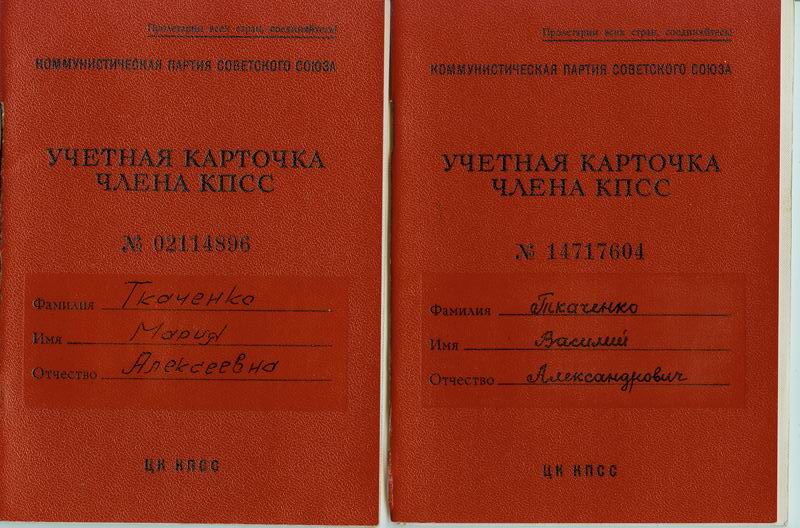 Пролетарии всех стран, соединяйтесь!
КОММУНИСТИЧЕСКАЯ ПАРТИЯ СОВЕТСКОГО СОЮЗА
УЧЕТНАЯ КАРТОЧКА
ЧЛЕНА КПСС
№ 02114896
Фамилия Ткаченко
Имя Мария
Отчество Алексеевна
ЦК КПСС
Пролетарии всех стран, соединяйтесь!
КОММУНИСТИЧЕСКАЯ ПАРТИЯ СОВЕТСКОГО СОЮЗА
УЧЕТНАЯ КАРТОЧКА
ЧЛЕНА КПСС
№ 14717604
Фамилия Ткаченко
Имя Василий
Отчество Александрович
ЦК КПСС